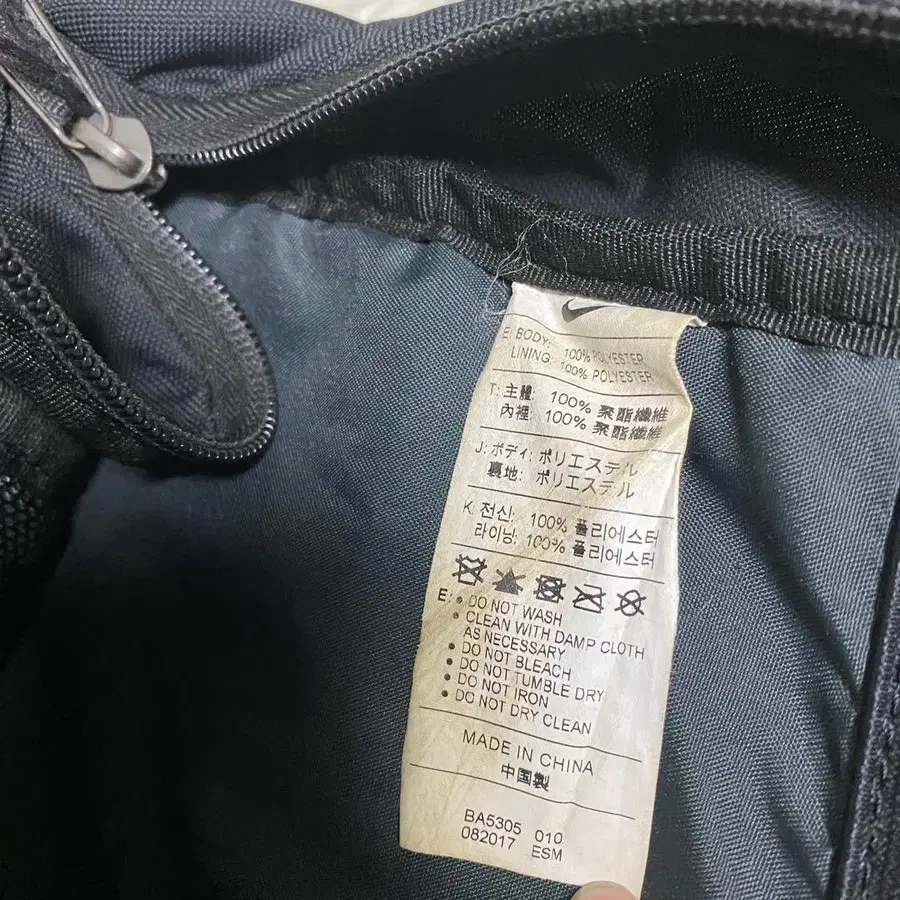 E: BODY: 100% POLYESTER
LINING: 100% POLYESTER
T: 主體: 100% 聚酯纖維
內裡: 100% 聚酯纖維
J: ボディ: ポリエステル
裏地: ポリエステル
K: 전신: 100% 폴리에스터
라이닝: 100% 폴리에스터
E: • DO NOT WASH
• CLEAN WITH DAMP CLOTH
AS NECESSARY
• DO NOT BLEACH
• DO NOT TUMBLE DRY
• DO NOT IRON
• DO NOT DRY CLEAN
MADE IN CHINA
中国製
BA5305 010
082017 ESM